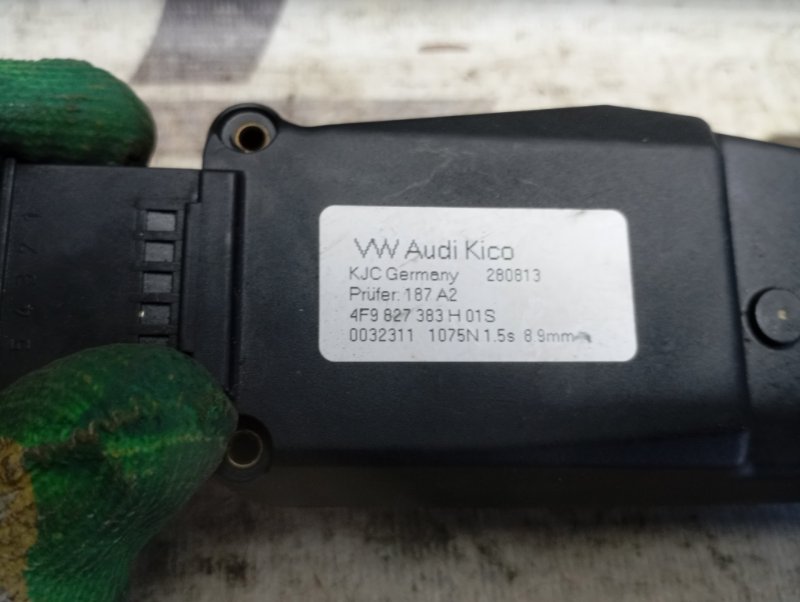 VW Audi Kico
KJC Germany 280813
Prüfer: 187 A2
4F9 827 383 H 01S
0032311 1075N 1.5s 8.9mm